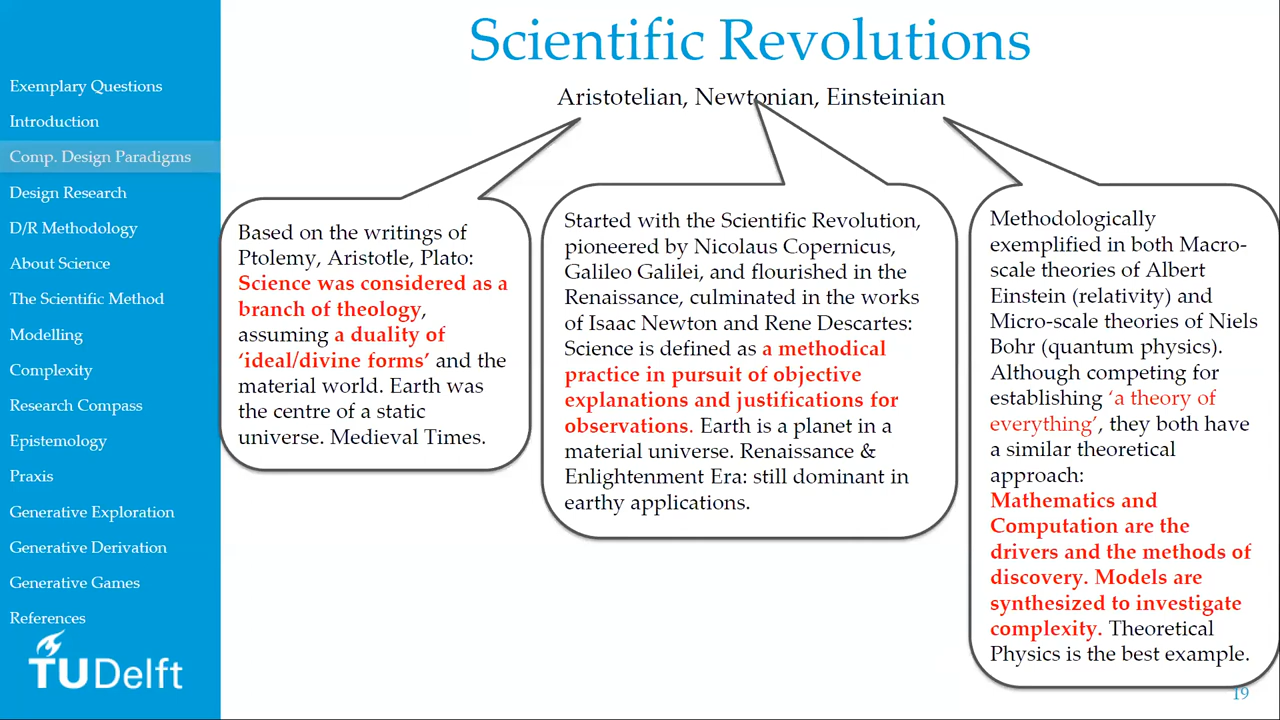 Scientific Revolutions
Aristotelian, Newtonian, Einsteinian
Exemplary Questions
Introduction
Comp. Design Paradigms
Design Research
D/R Methodology
About Science
The Scientific Method
Modelling
Complexity
Research Compass
Epistemology
Praxis
Generative Exploration
Generative Derivation
Generative Games
References
TUDelft
Based on the writings of
Ptolemy, Aristotle, Plato:
Science was considered as a
branch of theology,
assuming a duality of
‘ideal/divine forms’ and the
material world. Earth was
the centre of a static
universe. Medieval Times.
Started with the Scientific Revolution,
pioneered by Nicolaus Copernicus,
Galileo Galilei, and flourished in the
Renaissance, culminated in the works
of Isaac Newton and Rene Descartes:
Science is defined as a methodical
practice in pursuit of objective
explanations and justifications for
observations. Earth is a planet in a
material universe. Renaissance &
Enlightenment Era: still dominant in
earthy applications.
Methodologically
exemplified in both Macro-
scale theories of Albert
Einstein (relativity) and
Micro-scale theories of Niels
Bohr (quantum physics).
Although competing for
establishing ‘a theory of
everything’, they both have
a similar theoretical
approach:
Mathematics and
Computation are the
drivers and the methods of
discovery. Models are
synthesized to investigate
complexity. Theoretical
Physics is the best example.
19